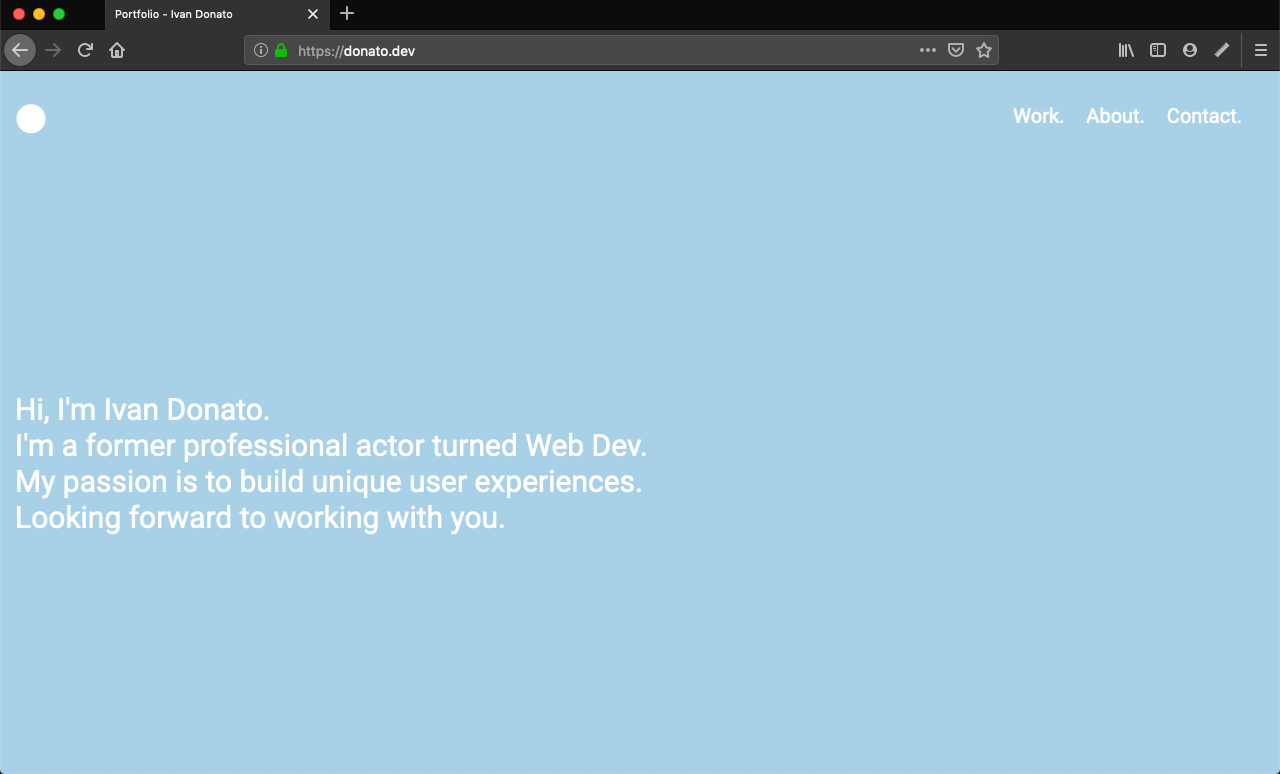 Portfolio - Ivan Donato
https://donato.dev
Work. About. Contact.
Hi, I'm Ivan Donato.
I'm a former professional actor turned Web Dev.
My passion is to build unique user experiences.
Looking forward to working with you.